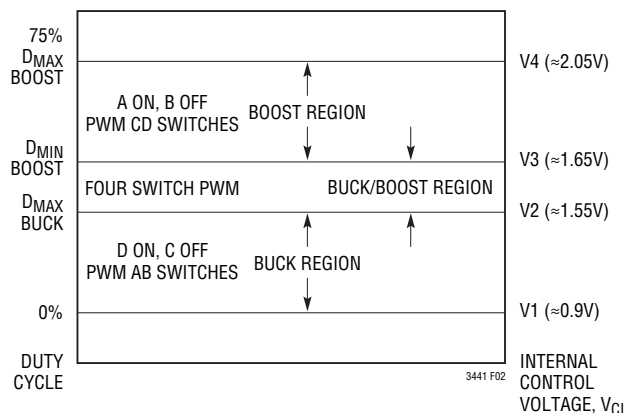 75%
DMAX
BOOST
V4 (≈2.05V)
A ON, B OFF
PWM CD SWITCHES
BOOST REGION
DMIN
BOOST
V3 (≈1.65V)
FOUR SWITCH PWM
BUCK/BOOST REGION
DMAX
BUCK
V2 (≈1.55V)
D ON, C OFF
PWM AB SWITCHES
BUCK REGION
0%
V1 (≈0.9V)
DUTY
CYCLE
3441 F02
INTERNAL
CONTROL
VOLTAGE, VCI